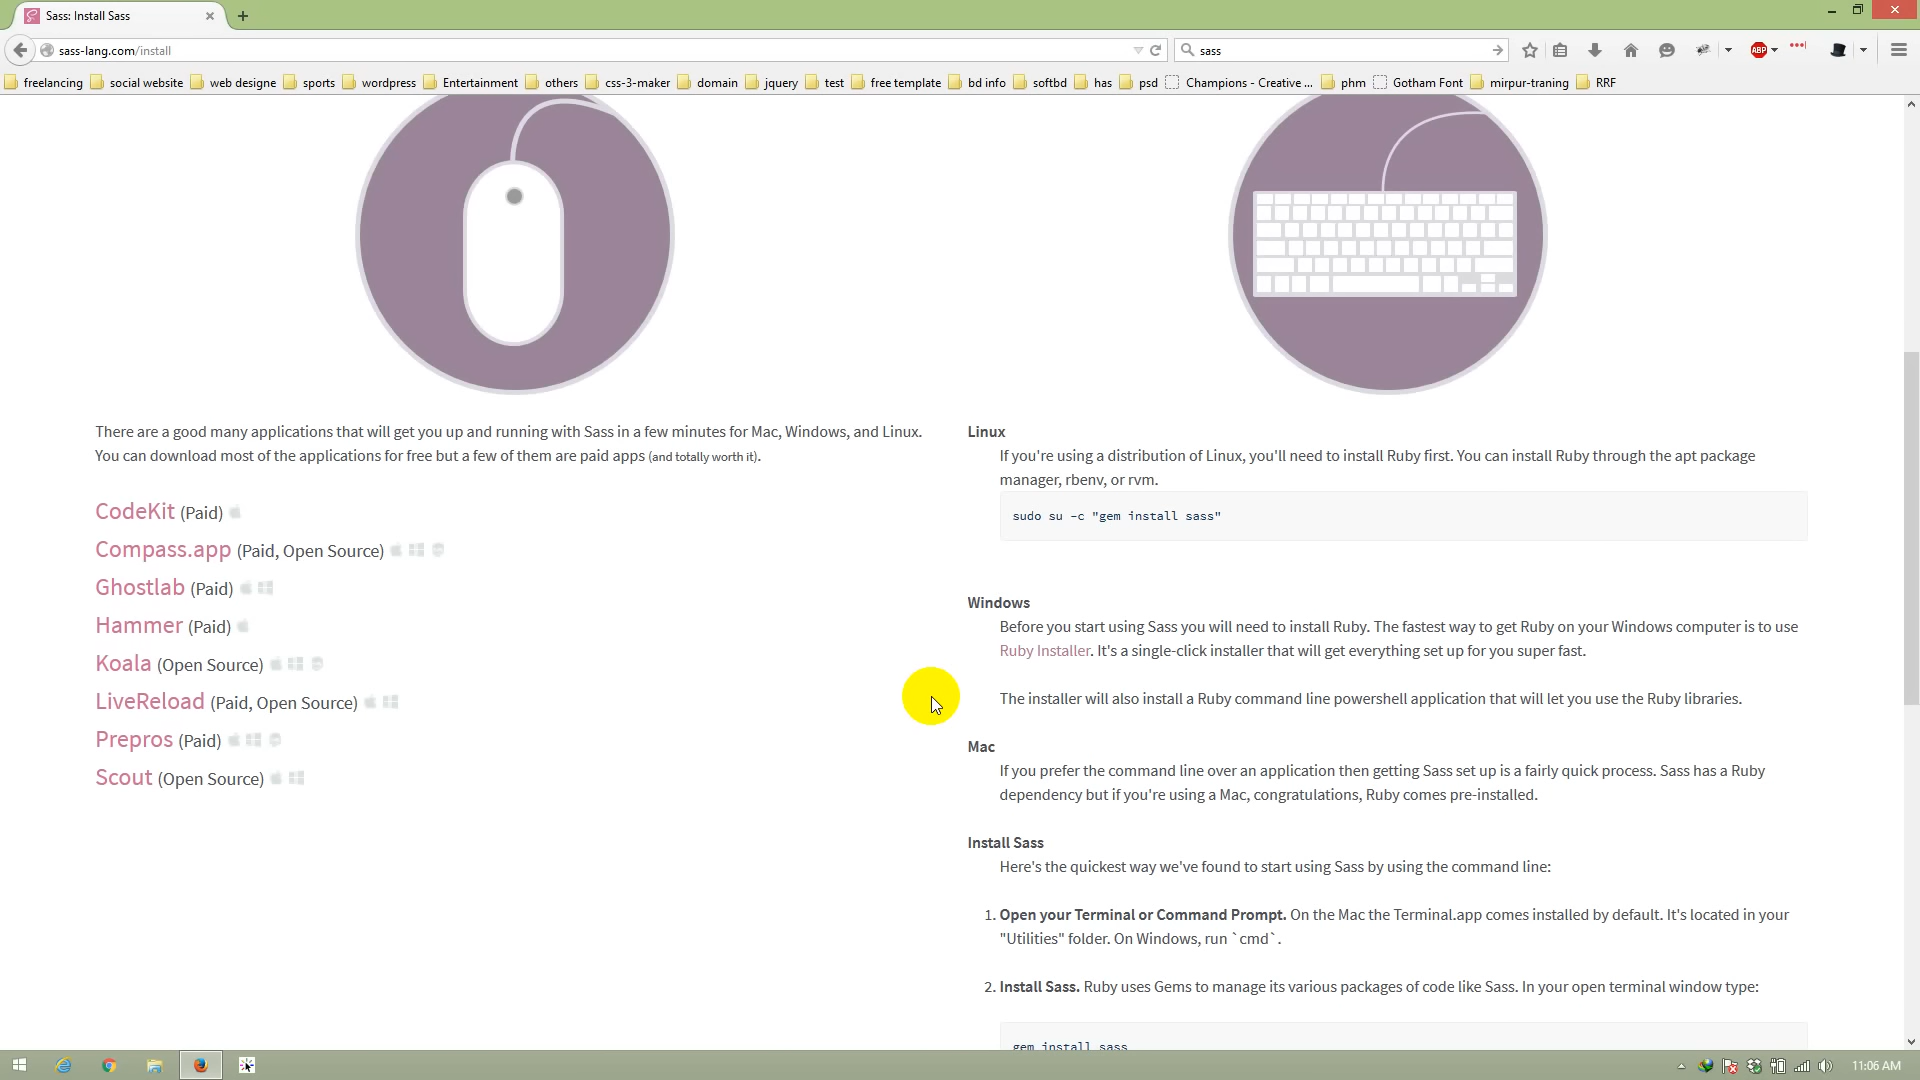 Sass: Install Sass
sass-lang.com/install
sass
ABP
freelancing
social website
web designe
sports
wordpress
Entertainment
others
css-3-maker
domain
jquery
test
free template
bd info
softbd
has
psd
Champions - Creative ...
phm
Gotham Font
mirpur-traning
RRF
There are a good many applications that will get you up and running with Sass in a few minutes for Mac, Windows, and Linux.
You can download most of the applications for free but a few of them are paid apps (and totally worth it).
CodeKit (Paid)
Compass.app (Paid, Open Source)
Ghostlab (Paid)
Hammer (Paid)
Koala (Open Source)
LiveReload (Paid, Open Source)
Prepros (Paid)
Scout (Open Source)
Linux
If you're using a distribution of Linux, you'll need to install Ruby first. You can install Ruby through the apt package
manager, rbenv, or rvm.
sudo su -c "gem install sass"
Windows
Before you start using Sass you will need to install Ruby. The fastest way to get Ruby on your Windows computer is to use
Ruby Installer. It's a single-click installer that will get everything set up for you super fast.
The installer will also install a Ruby command line powershell application that will let you use the Ruby libraries.
Mac
If you prefer the command line over an application then getting Sass set up is a fairly quick process. Sass has a Ruby
dependency but if you're using a Mac, congratulations, Ruby comes pre-installed.
Install Sass
Here's the quickest way we've found to start using Sass by using the command line:
1. Open your Terminal or Command Prompt. On the Mac the Terminal.app comes installed by default. It's located in your
"Utilities" folder. On Windows, run `cmd`.
2. Install Sass. Ruby uses Gems to manage its various packages of code like Sass. In your open terminal window type:
gem install sass
11:06 AM